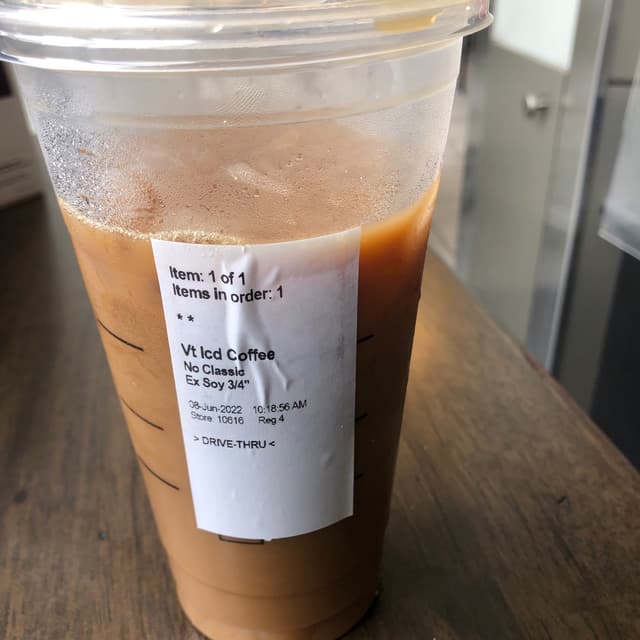 Item: 1 of 1
Items in order: 1
* *
Vt Icd Coffee
No Classic
Ex Soy 3/4"
08-Jun-2022 10:18:56 AM
Store: 10616 Reg 4
> DRIVE-THRU <